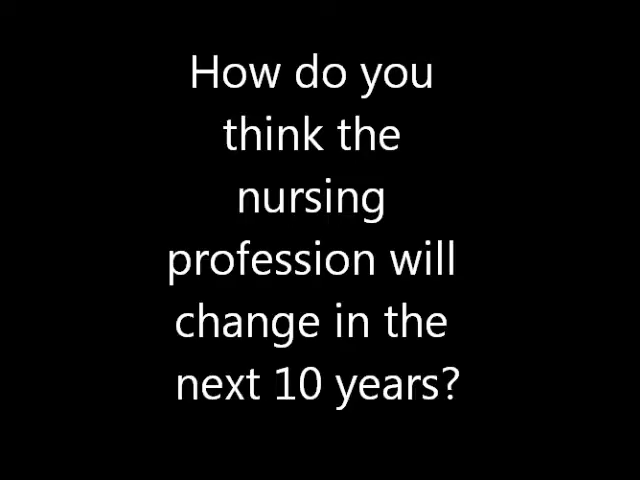 How do you
think the
nursing
profession will
change in the
next 10 years?